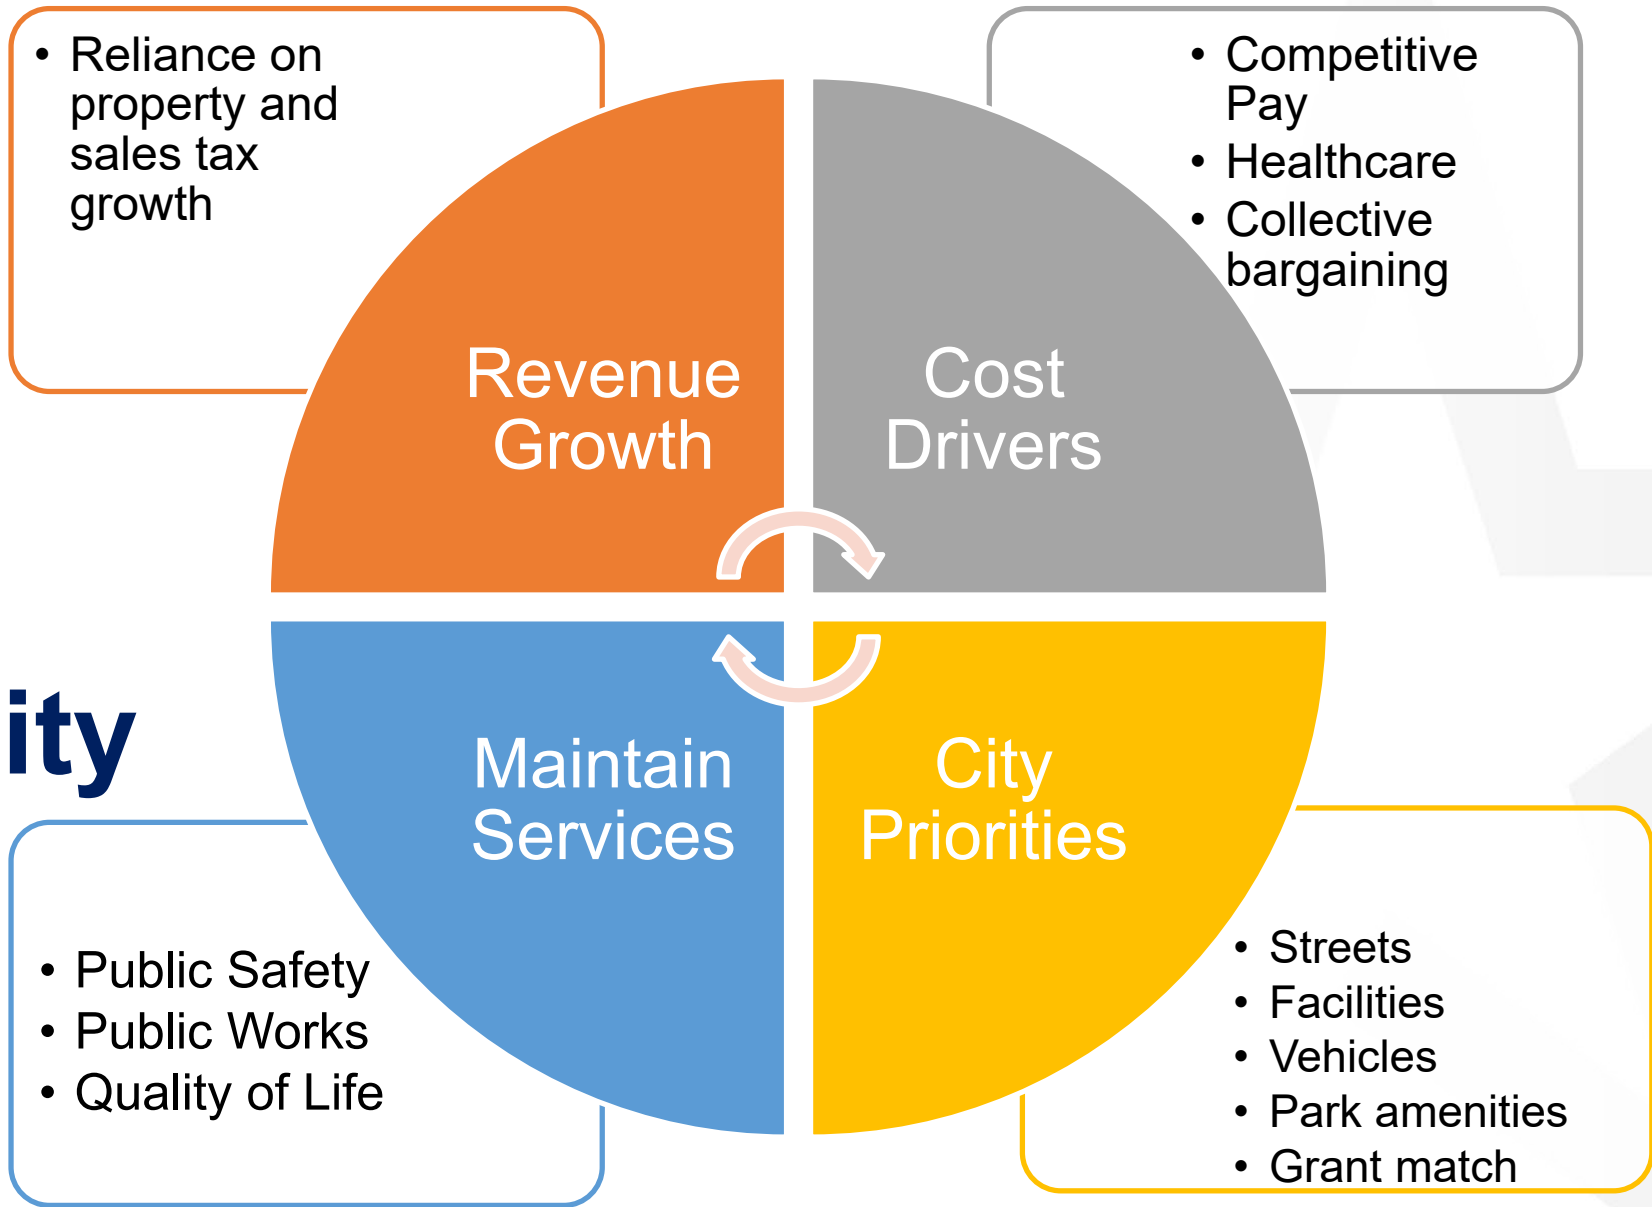 • Reliance on
property and
sales tax
growth
• Competitive
Pay
• Healthcare
• Collective
bargaining
Revenue
Growth
Cost
Drivers
ity
Maintain
Services
City
Priorities
• Public Safety
• Public Works
• Quality of Life
• Streets
• Facilities
• Vehicles
• Park amenities
• Grant match